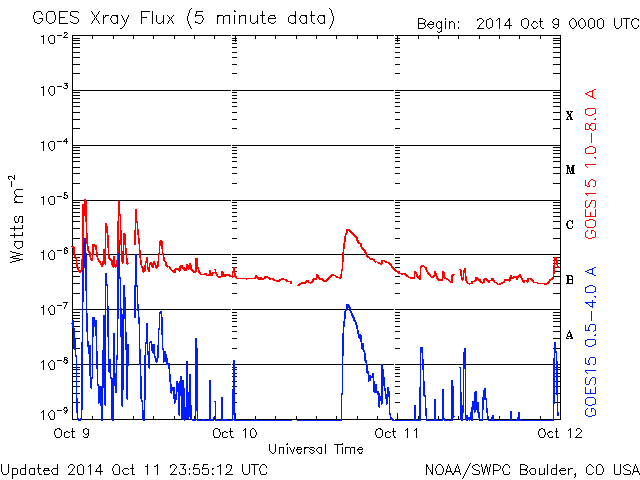 GOES Xray Flux (5 minute data)
Begin: 2014 Oct 9 0000 UTC
10⁻²
10⁻³
10⁻⁴
10⁻⁵
10⁻⁶
10⁻⁷
10⁻⁸
10⁻⁹
Watts m⁻²
X
M
C
B
A
GOES15 1.0-8.0 A
GOES15 0.5-4.0 A
Oct 9
Oct 10
Oct 11
Oct 12
Universal Time
Updated 2014 Oct 11 23:55:12 UTC
NOAA/SWPC Boulder, CO USA